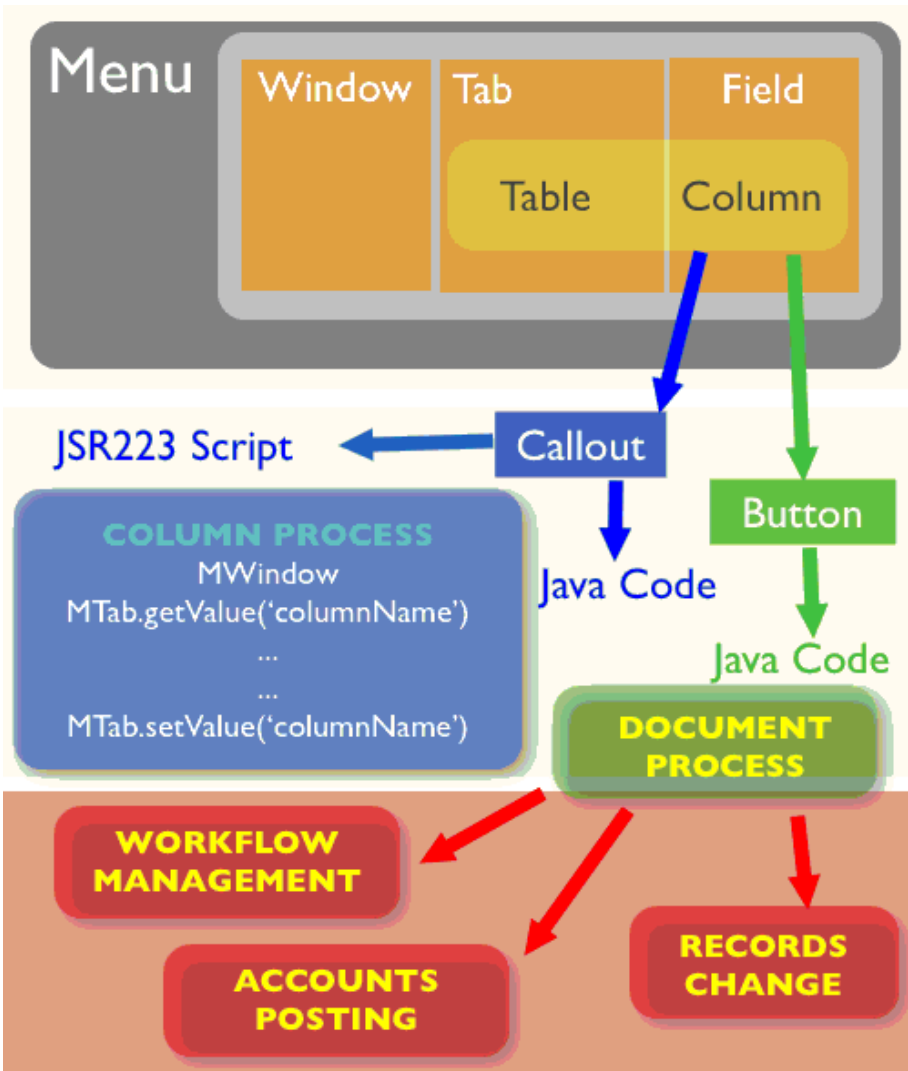 Menu
Window
Tab
Field
Table
Column
JSR223 Script
Callout
COLUMN PROCESS
MWindow
MTab.getValue(‘columnName’)
...
...
MTab.setValue(‘columnName’)
Java Code
Button
Java Code
DOCUMENT
PROCESS
WORKFLOW
MANAGEMENT
ACCOUNTS
POSTING
RECORDS
CHANGE